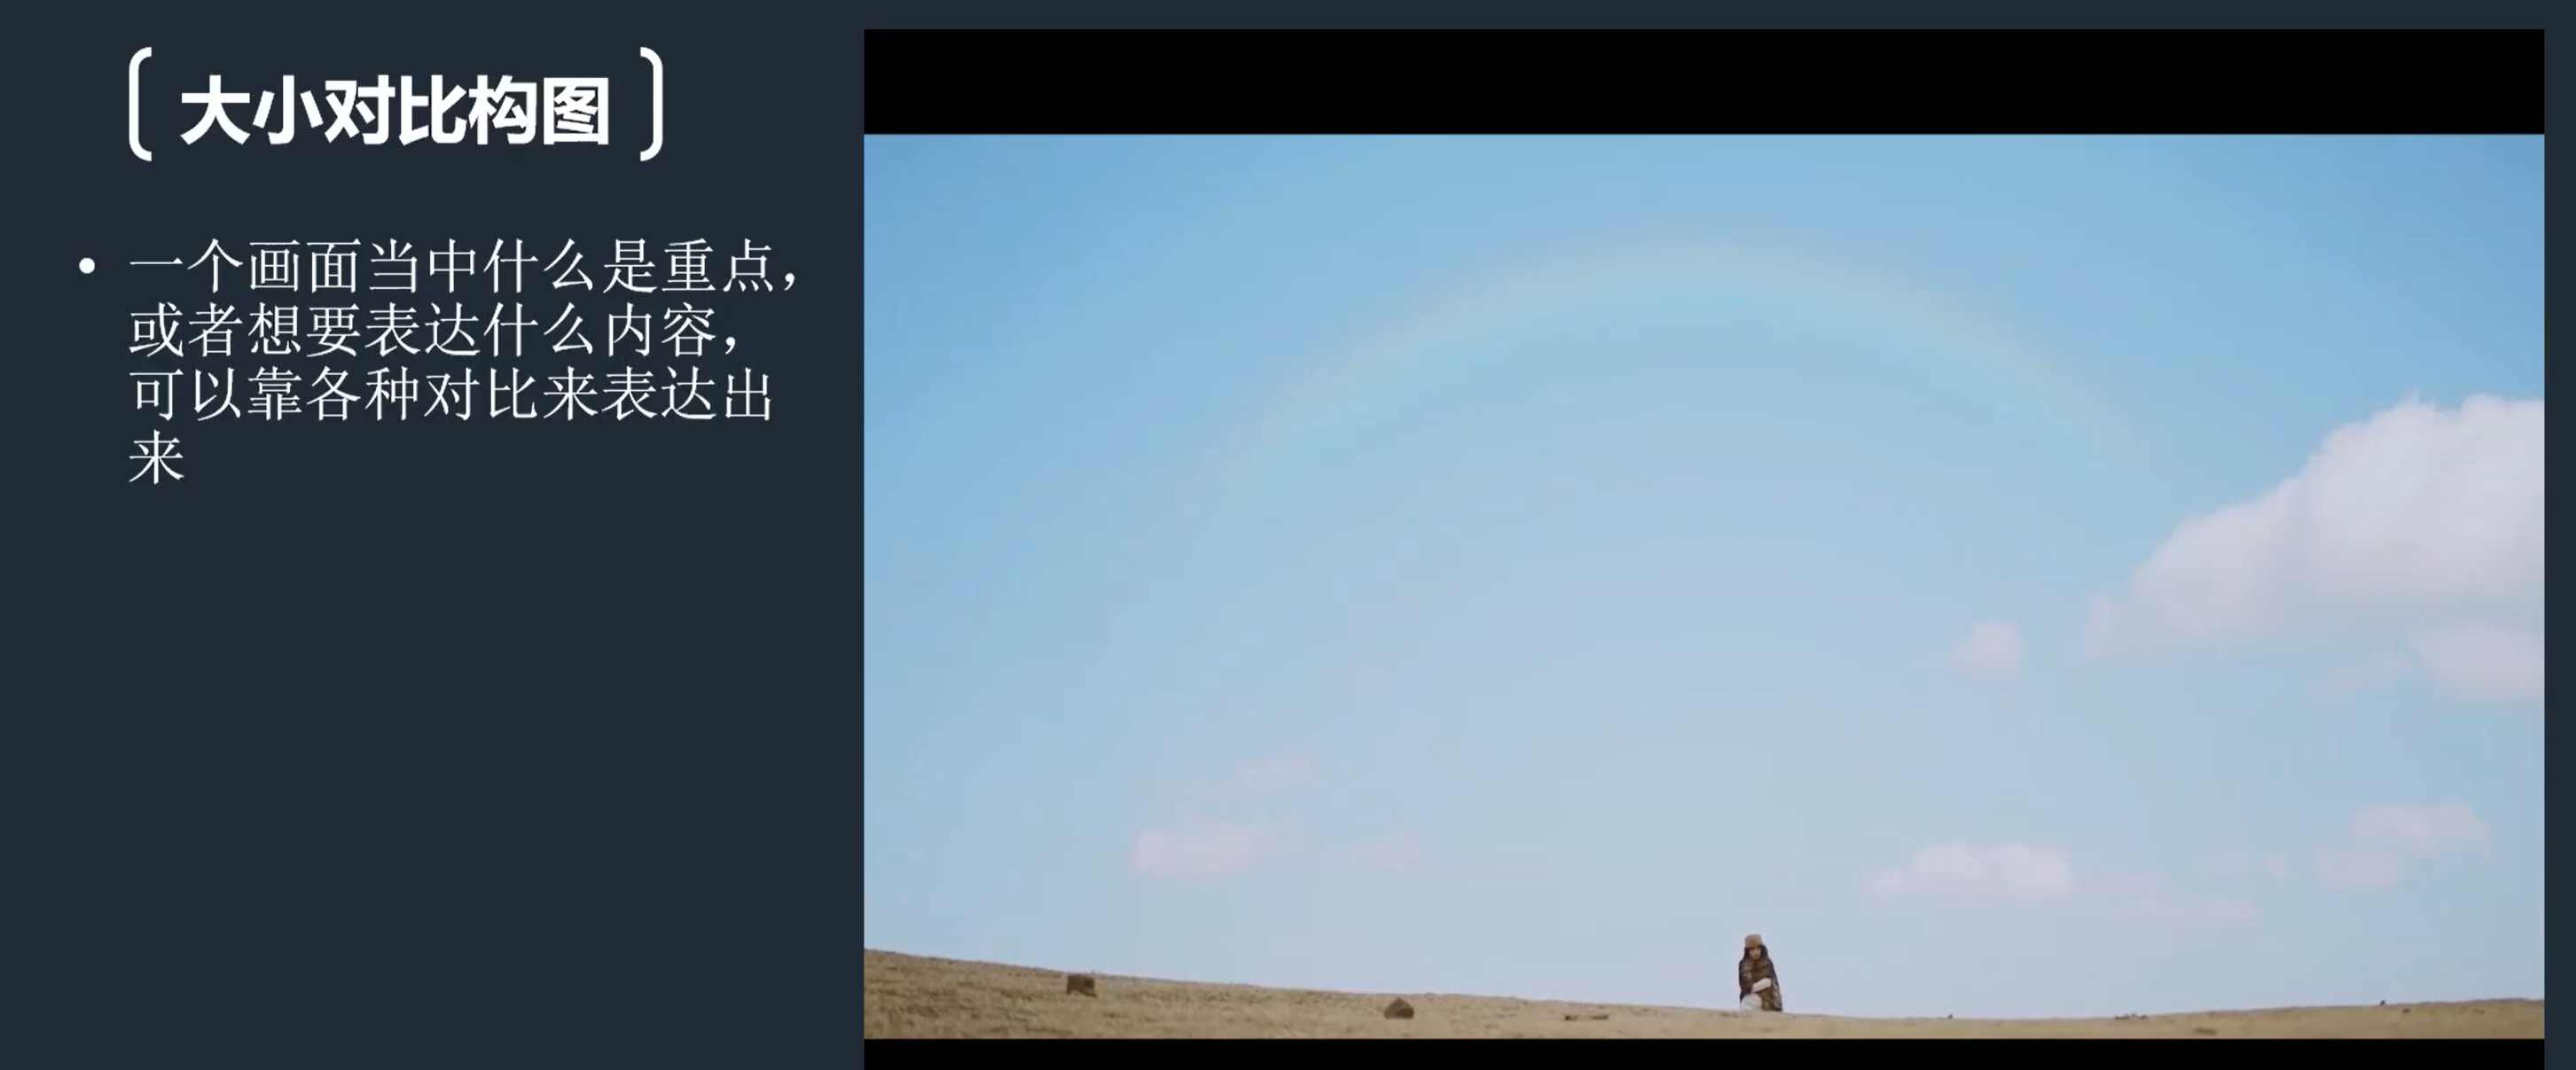 大小对比构图
• 一个画面当中什么是重点，
或者想要表达什么内容，
可以靠各种对比来表达出
来